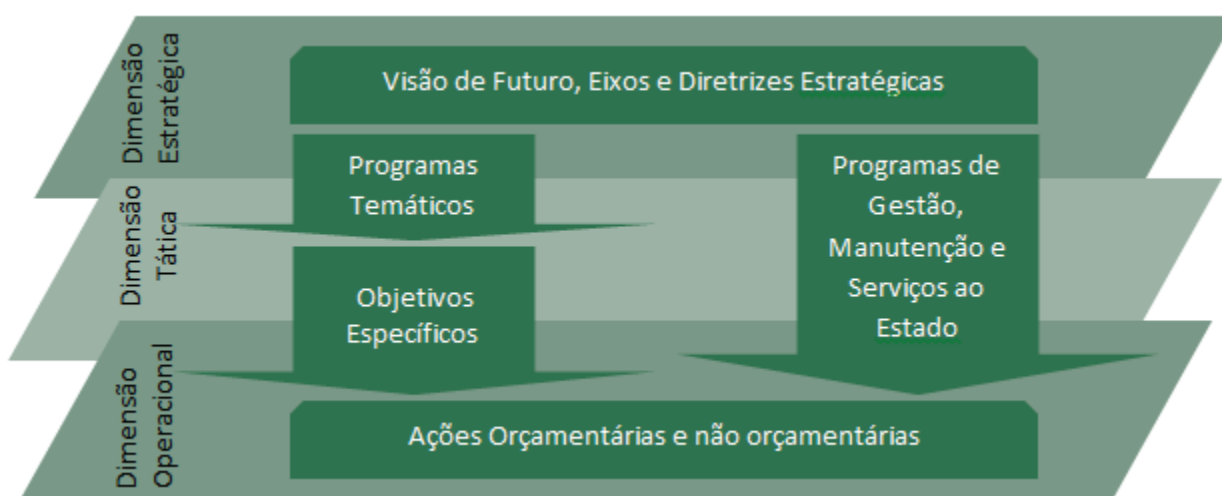 Dimensão
Estratégica
Visão de Futuro, Eixos e Diretrizes Estratégicas
Programas
Temáticos
Programas de
Gestão,
Manutenção e
Serviços ao
Estado
Dimensão
Tática
Objetivos
Específicos
Dimensão
Operacional
Ações Orçamentárias e não orçamentárias